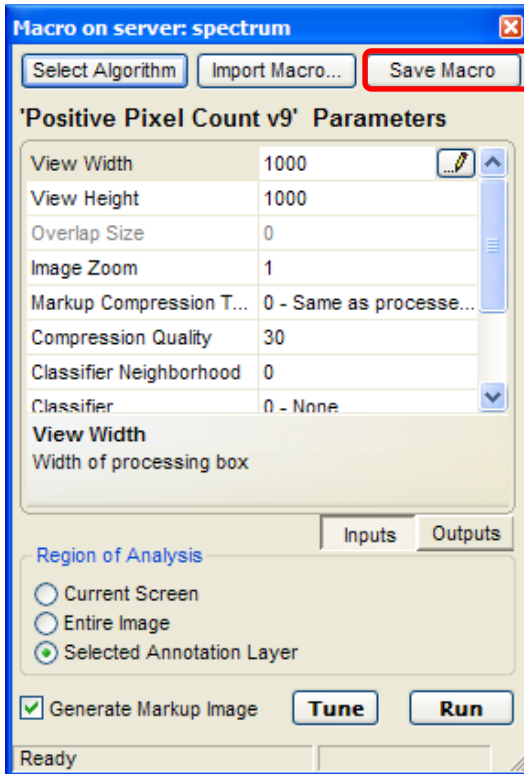 Macro on server: spectrum
Select Algorithm Import Macro... Save Macro
'Positive Pixel Count v9' Parameters
View Width 1000
View Height 1000
Overlap Size 0
Image Zoom 1
Markup Compression T... 0 - Same as processe...
Compression Quality 30
Classifier Neighborhood 0
Classifier 0 - None
View Width
Width of processing box
Inputs Outputs
Region of Analysis
Current Screen
Entire Image
Selected Annotation Layer
Generate Markup Image Tune Run
Ready